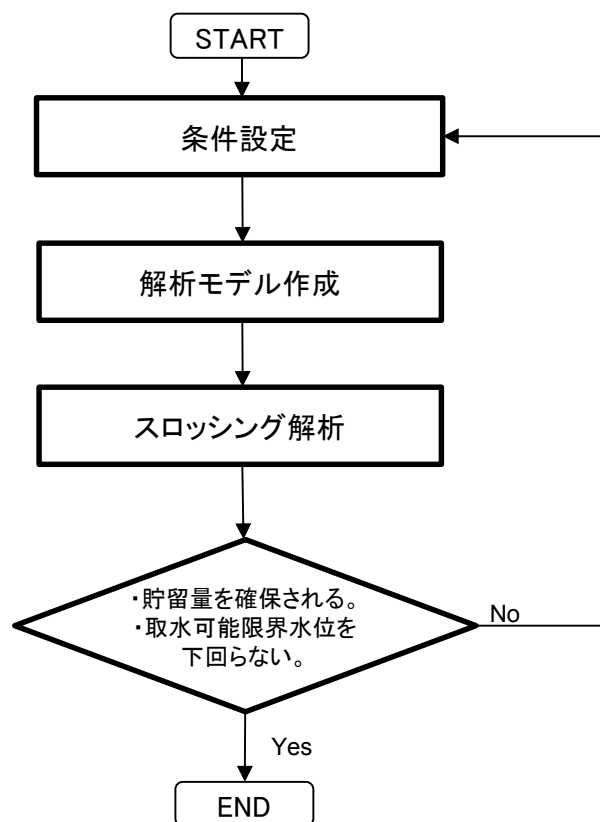 START
条件設定
解析モデル作成
スロッシング解析
・貯留量を確保される。
・取水可能限界水位を
下回らない。
No
Yes
END